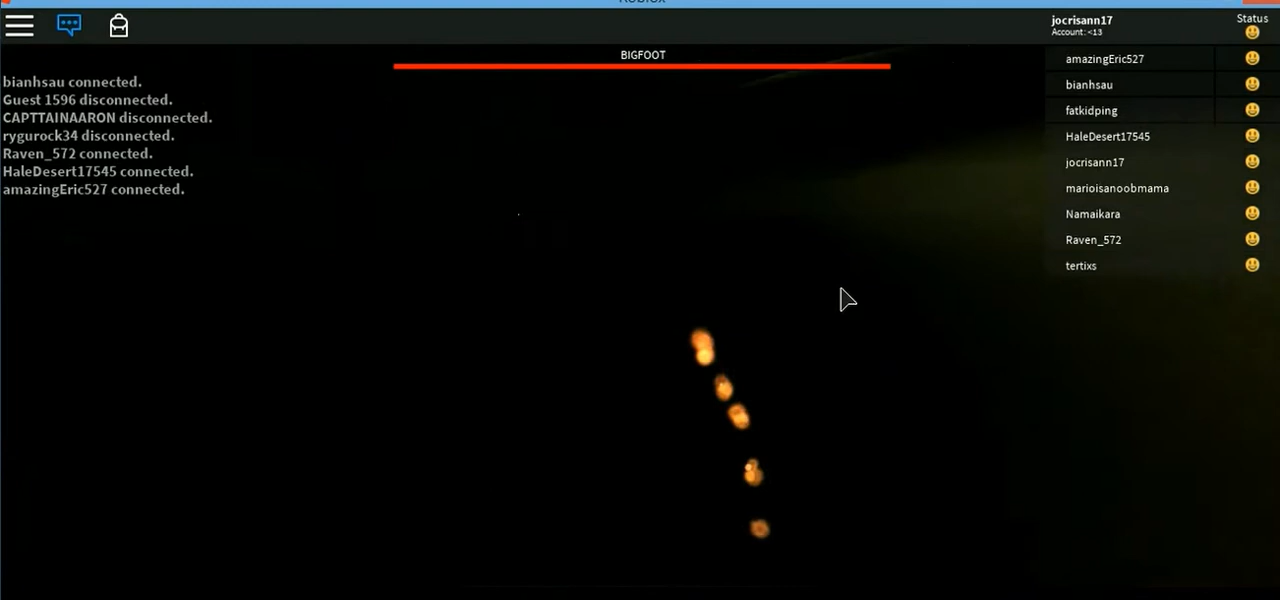 Roblox
jocrisann17
Account: <13
Status
BIGFOOT
bianhsau connected.
Guest 1596 disconnected.
CAPTTAINAARON disconnected.
rygurock34 disconnected.
Raven_572 connected.
HaleDesert17545 connected.
amazingEric527 connected.
amazingEric527
bianhsau
fatkidping
HaleDesert17545
jocrisann17
marioisanoobmama
Namaikara
Raven_572
tertixs